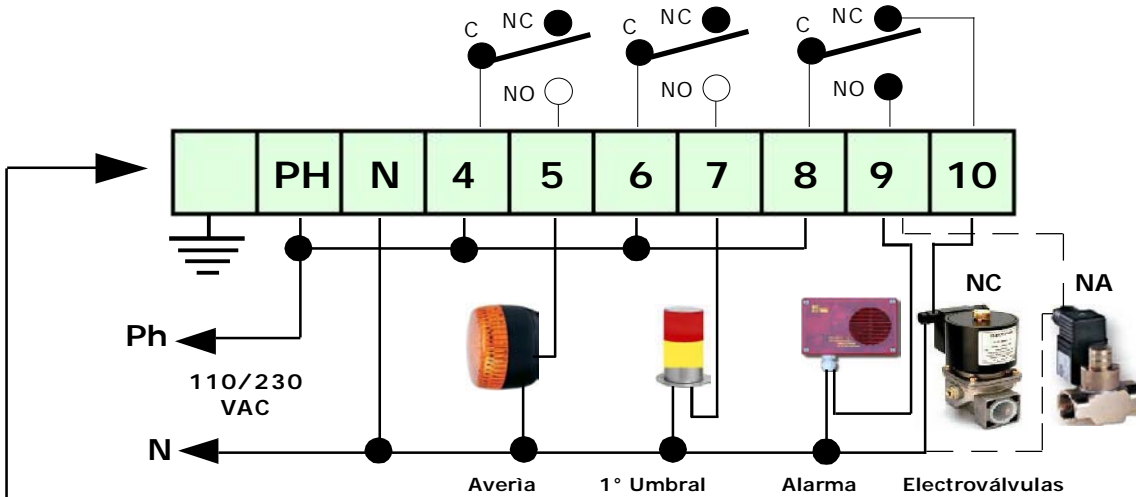 C NC C NC C NC
NO NO NO
PH N 4 5 6 7 8 9 10
NC NA
Ph
110/230
VAC
N
Averìa 1° Umbral Alarma Electroválvulas